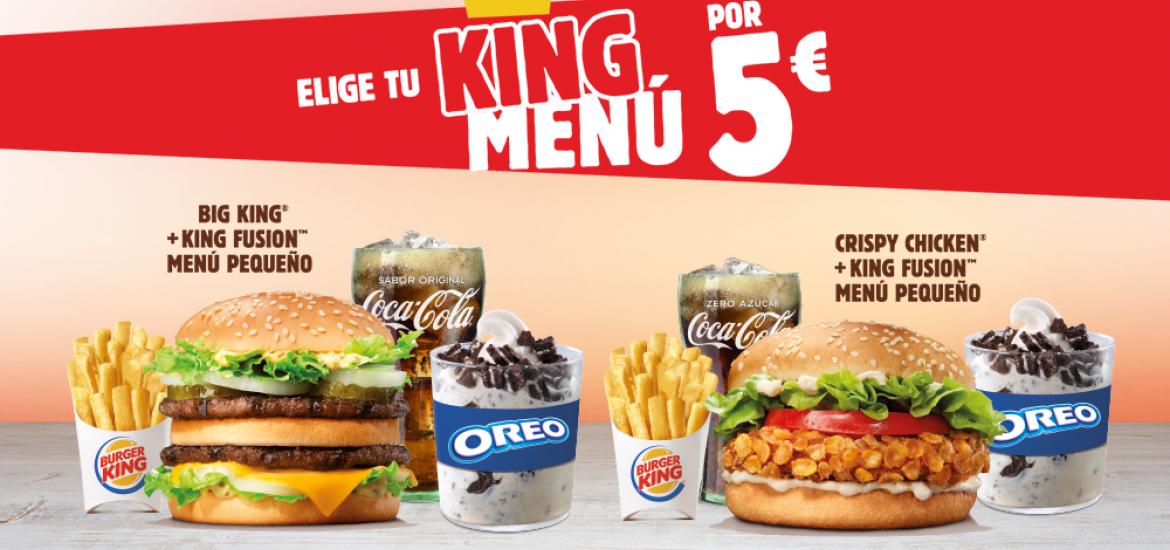 ELIGE TU
KING
MENÚ
POR
5€
BIG KING®
+ KING FUSION™
MENÚ PEQUEÑO
CRISPY CHICKEN®
+ KING FUSION™
MENÚ PEQUEÑO
SABOR ORIGINAL
Coca-Cola
BURGER
KING
OREO
ZERO AZÚCAR
Coca-Cola
BURGER
KING
OREO